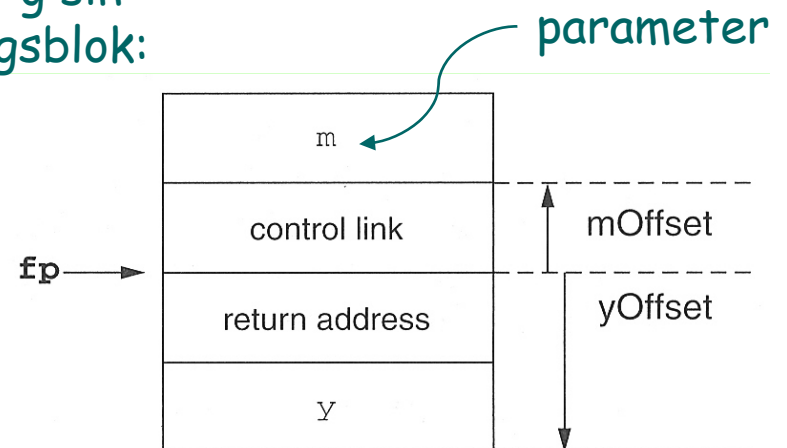 gsblok:
parameter
m
control link
mOffset
fp
return address
yOffset
y